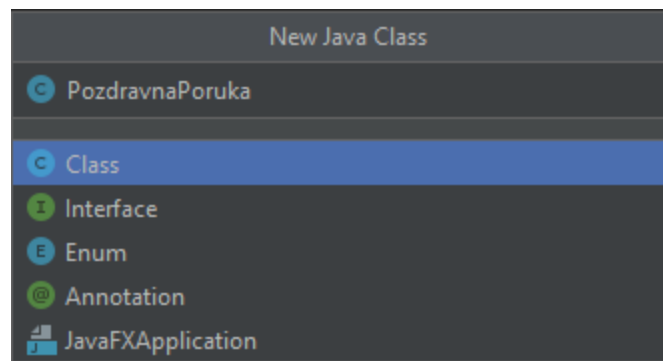 New Java Class
C PozdravnaPoruka
C Class
I Interface
E Enum
@ Annotation
J JavaFXApplication